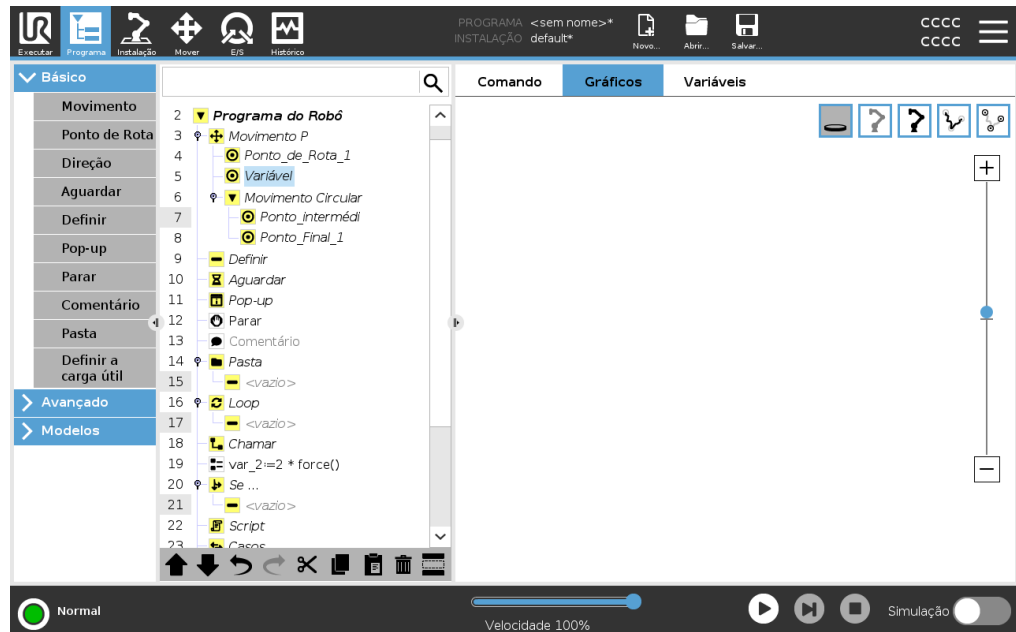 UR
PROGRAMA <sem nome>*
INSTALAÇÃO default*
CCCC
CCCC
Executar Programa Instalação Mover E/S Histórico Novo... Abrir... Salvar...
Básico
Movimento
Ponto de Rota
Direção
Aguardar
Definir
Pop-up
Parar
Comentário
Pasta
Definir a
carga útil
Avançado
Modelos
2 Programa do Robô
3 Movimento P
4 Ponto_de_Rota_1
5 Variável
6 Movimento Circular
7 Ponto_intermédi
8 Ponto_Final_1
9 Definir
10 Aguardar
11 Pop-up
12 Parar
13 Comentário
14 Pasta
15 <vazio>
16 Loop
17 <vazio>
18 Chamar
19 var_2:=2 * force()
20 Se ...
21 <vazio>
22 Script
23 Casos
Comando Gráficos Variáveis
Normal
Velocidade 100%
Simulação